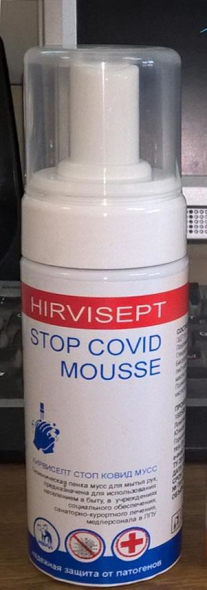 HIRVISEPT
STOP COVID
MOUSSE
ХИРВИСЕПТ СТОП КОВИД МУСС
Гигиеническая пенка мусс для мытья рук,
предназначена для использования
населением в быту, в учреждениях
социального обеспечения,
санаторно-курортного лечения,
медперсонала в ЛПУ
надежная защита от патогенов